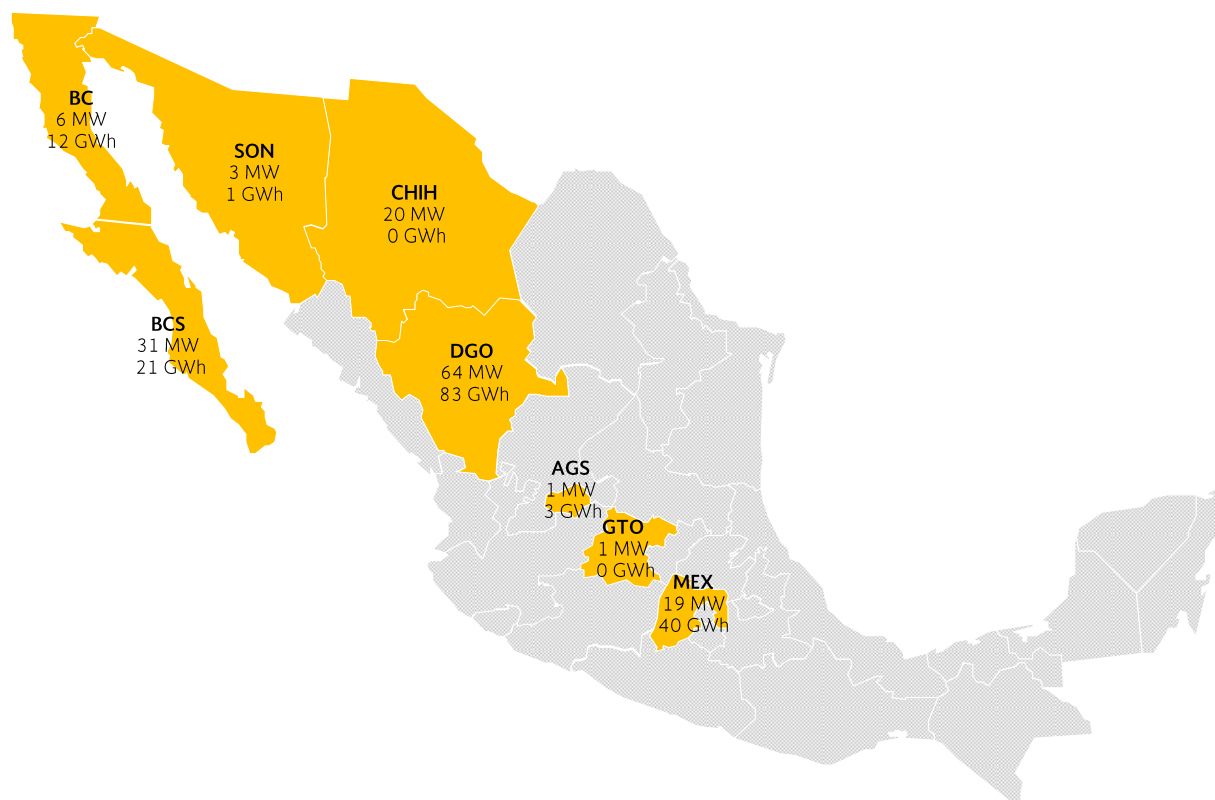 BC
6 MW
12 GWh
SON
3 MW
1 GWh
CHIH
20 MW
0 GWh
BCS
31 MW
21 GWh
DGO
64 MW
83 GWh
AGS
1 MW
3 GWh
GTO
1 MW
0 GWh
MEX
19 MW
40 GWh